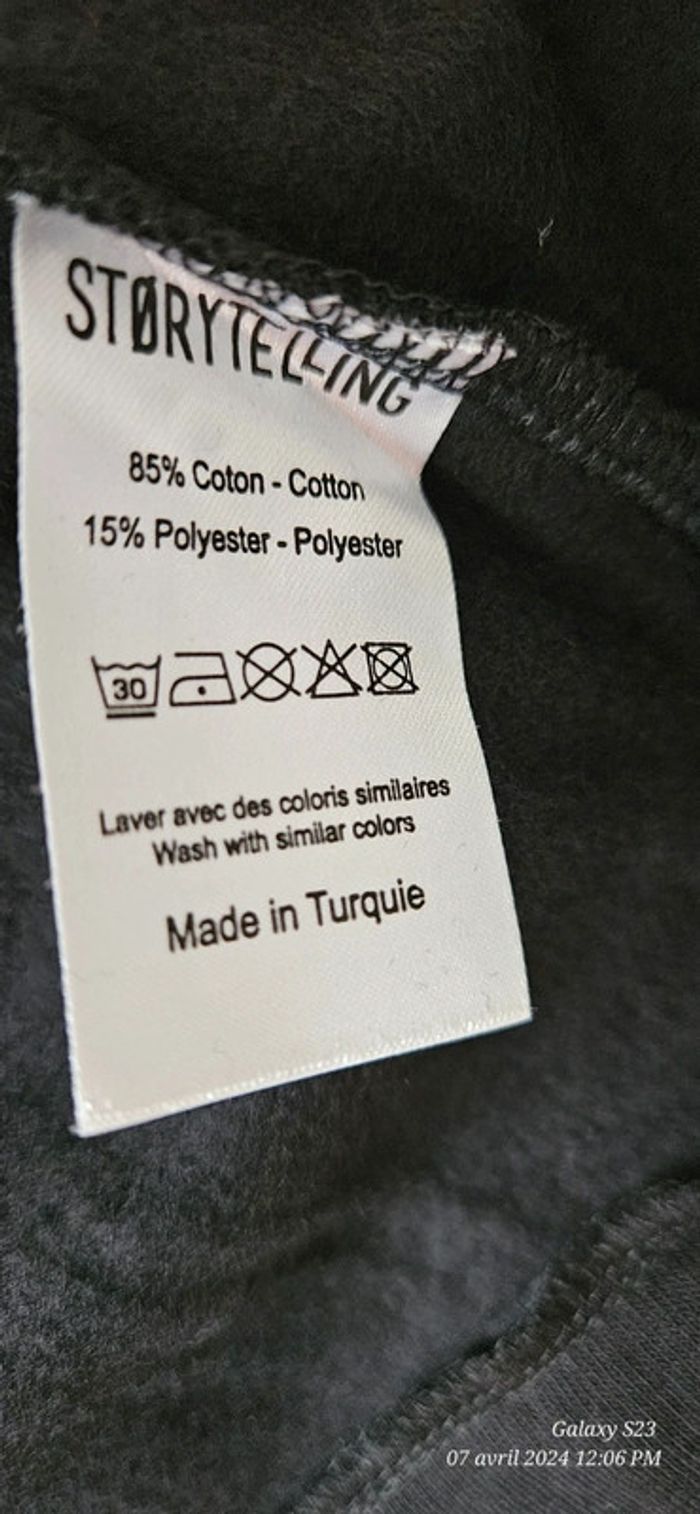 STØRYTELLING
85% Coton - Cotton
15% Polyester - Polyester
30
Laver avec des coloris similaires
Wash with similar colors
Made in Turquie
Galaxy S23
07 avril 2024 12:06 PM